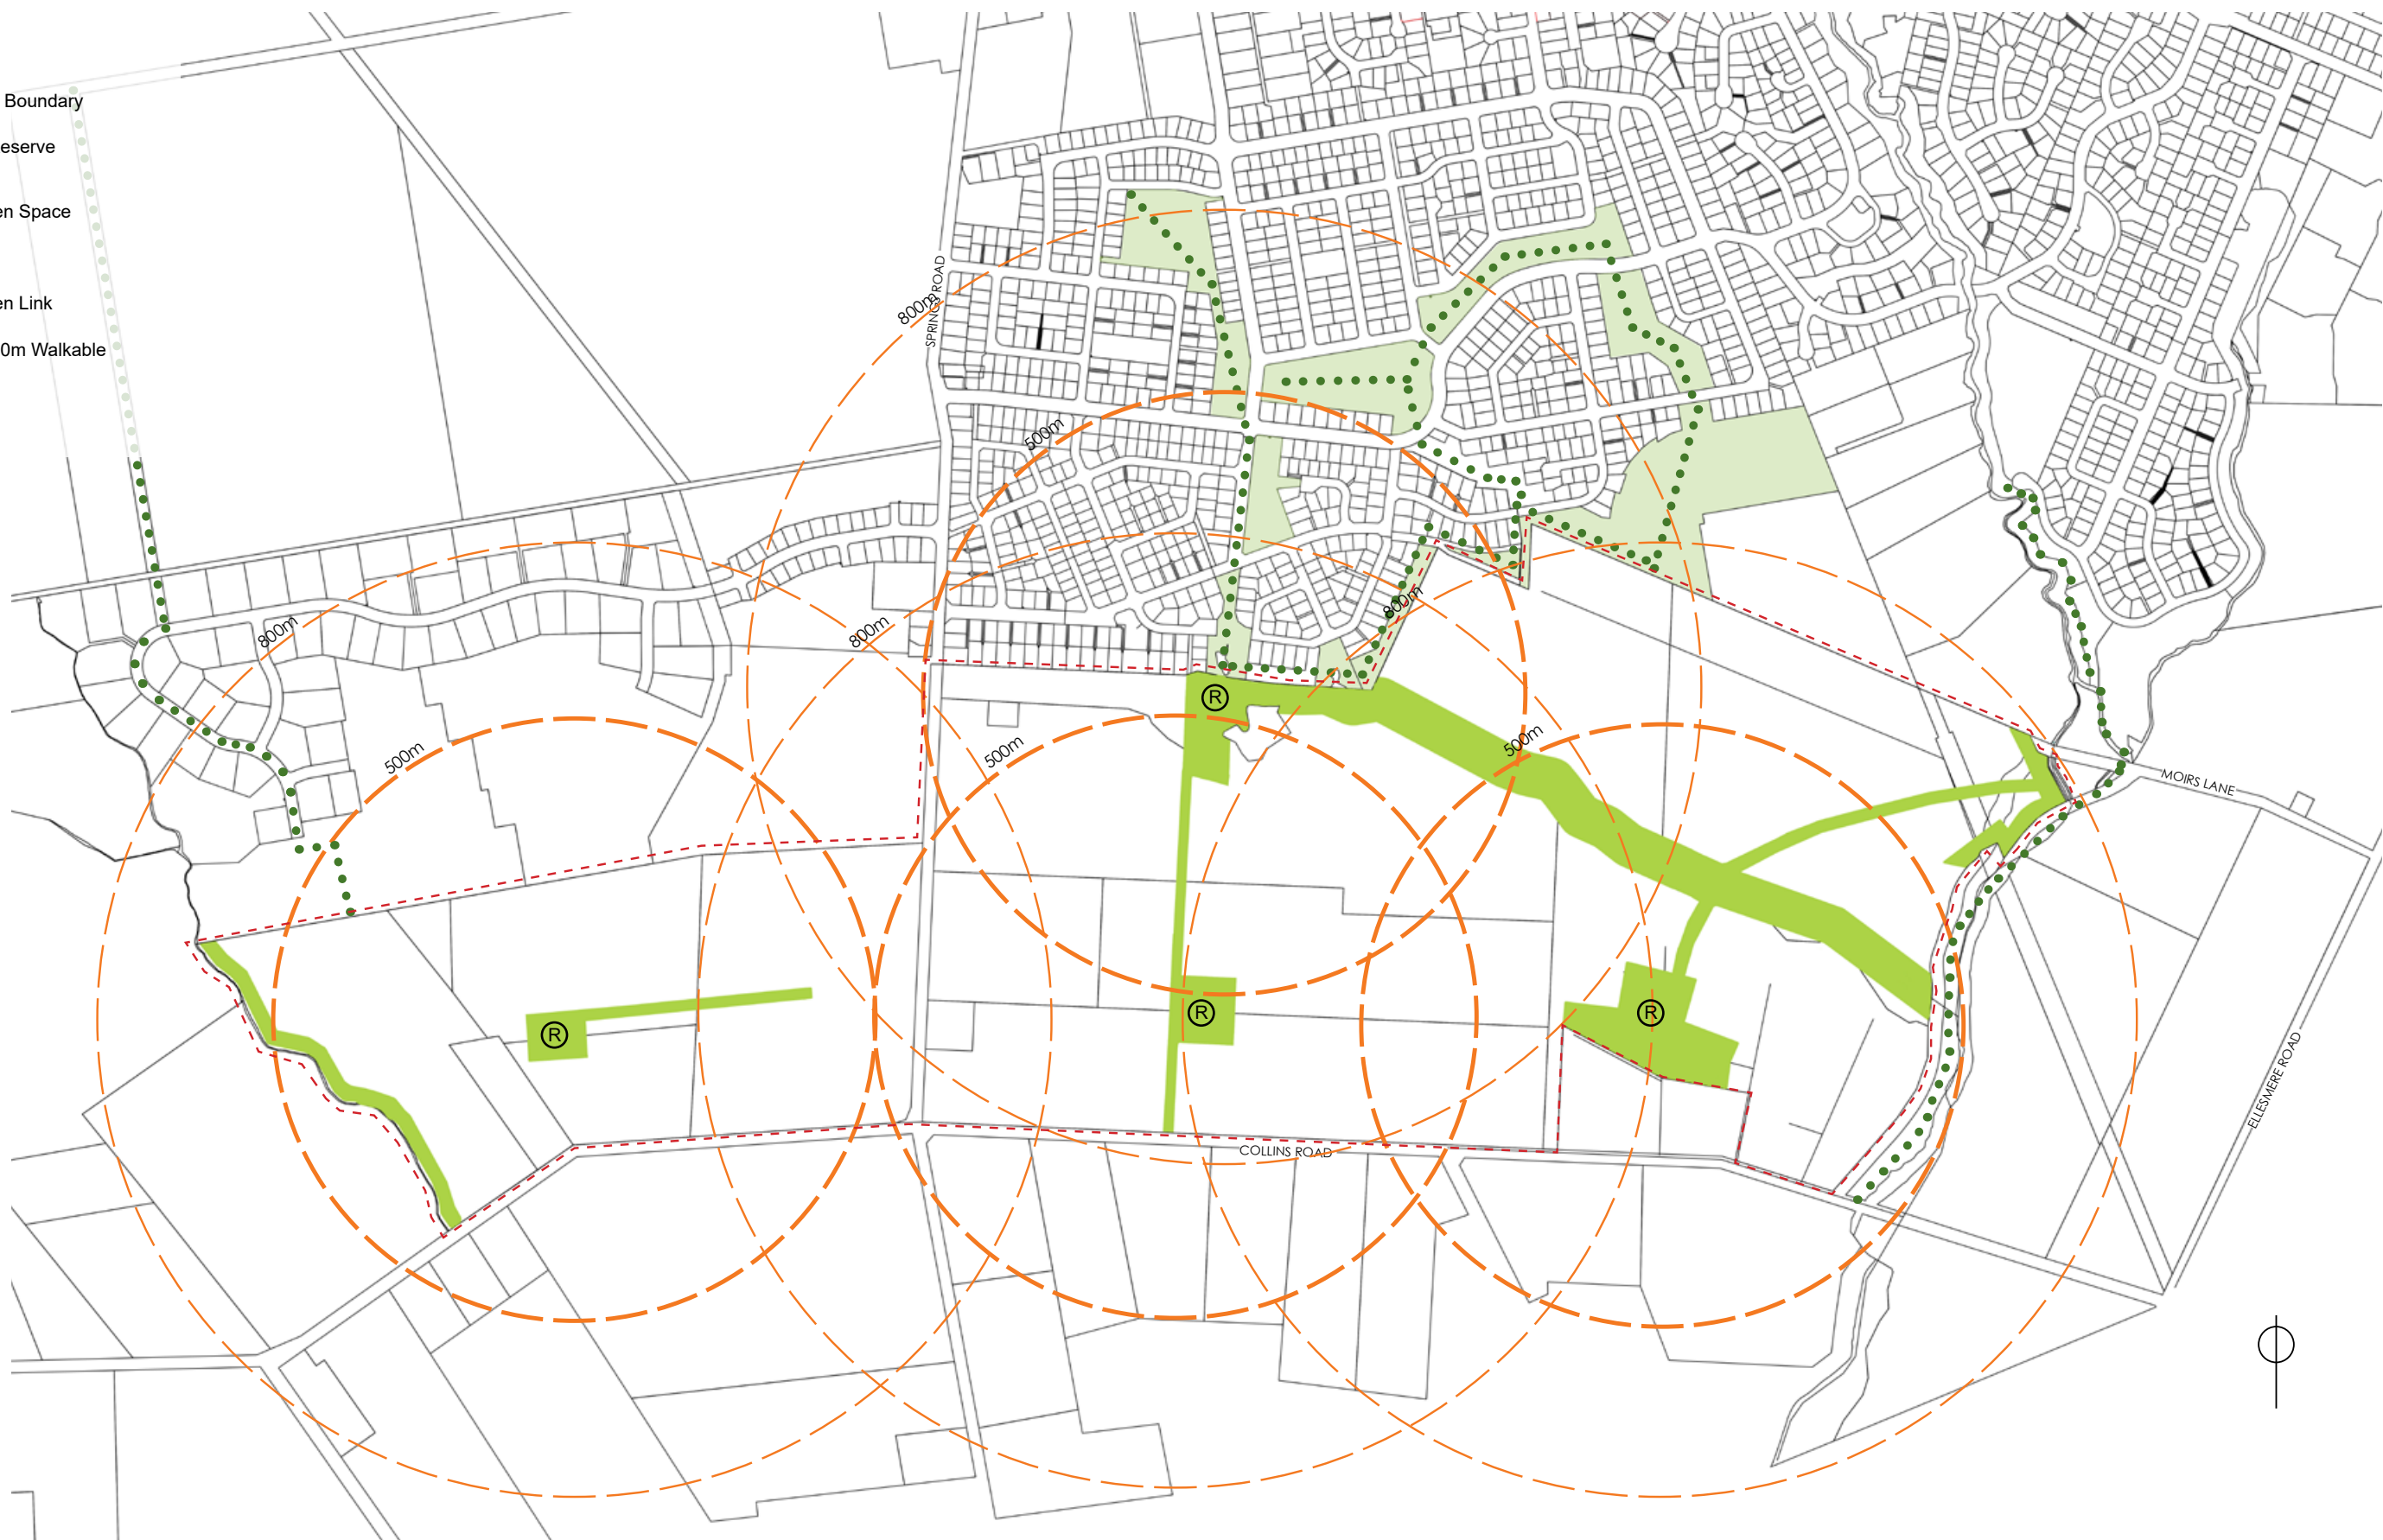 Boundary
eserve
en Space
en Link
0m Walkable
SPRINGS ROAD
800m
500m
800m
800m
800m
500m
500m
500m
MOIRS LANE
ELLESMERE ROAD
COLLINS ROAD
R
R
R
R